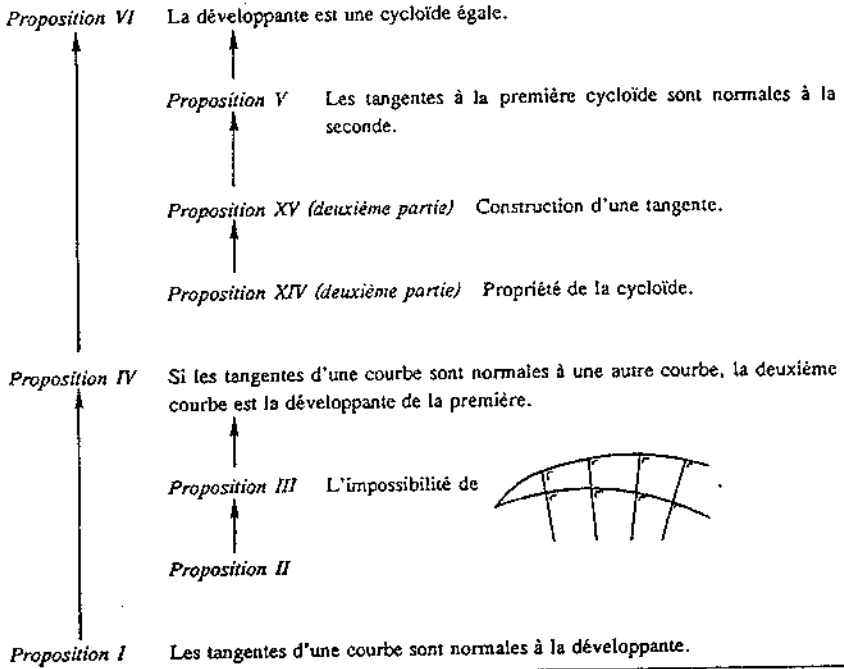 Proposition VI La développante est une cycloïde égale.
Proposition V Les tangentes à la première cycloïde sont normales à la
seconde.
Proposition XV (deuxième partie) Construction d'une tangente.
Proposition XIV (deuxième partie) Propriété de la cycloïde.
Proposition IV Si les tangentes d'une courbe sont normales à une autre courbe, la deuxième
courbe est la développante de la première.
Proposition III L'impossibilité de
Proposition II
Proposition I Les tangentes d'une courbe sont normales à la développante.